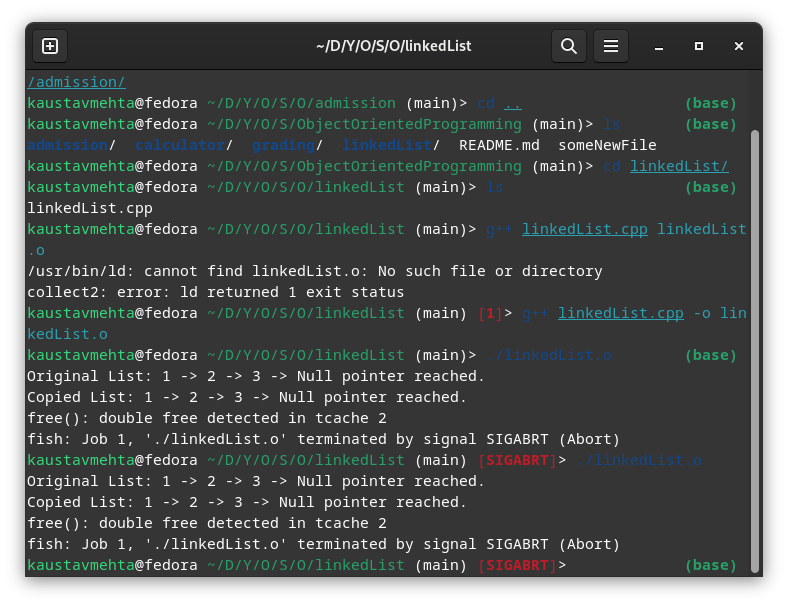 ~/D/Y/O/S/O/linkedList
/admission/
kaustavmehta@fedora ~/D/Y/O/S/O/admission (main)> cd .. (base)
kaustavmehta@fedora ~/D/Y/O/S/ObjectOrientedProgramming (main)> ls (base)
admission/  calculator/  grading/  linkedList/  README.md  someNewFile
kaustavmehta@fedora ~/D/Y/O/S/ObjectOrientedProgramming (main)> cd linkedList/
kaustavmehta@fedora ~/D/Y/O/S/O/linkedList (main)> ls (base)
linkedList.cpp
kaustavmehta@fedora ~/D/Y/O/S/O/linkedList (main)> g++ linkedList.cpp linkedList
.o
/usr/bin/ld: cannot find linkedList.o: No such file or directory
collect2: error: ld returned 1 exit status
kaustavmehta@fedora ~/D/Y/O/S/O/linkedList (main) [1]> g++ linkedList.cpp -o lin
kedList.o
kaustavmehta@fedora ~/D/Y/O/S/O/linkedList (main)> ./linkedList.o (base)
Original List: 1 -> 2 -> 3 -> Null pointer reached.
Copied List: 1 -> 2 -> 3 -> Null pointer reached.
free(): double free detected in tcache 2
fish: Job 1, './linkedList.o' terminated by signal SIGABRT (Abort)
kaustavmehta@fedora ~/D/Y/O/S/O/linkedList (main) [SIGABRT]> ./linkedList.o
Original List: 1 -> 2 -> 3 -> Null pointer reached.
Copied List: 1 -> 2 -> 3 -> Null pointer reached.
free(): double free detected in tcache 2
fish: Job 1, './linkedList.o' terminated by signal SIGABRT (Abort)
kaustavmehta@fedora ~/D/Y/O/S/O/linkedList (main) [SIGABRT]> (base)